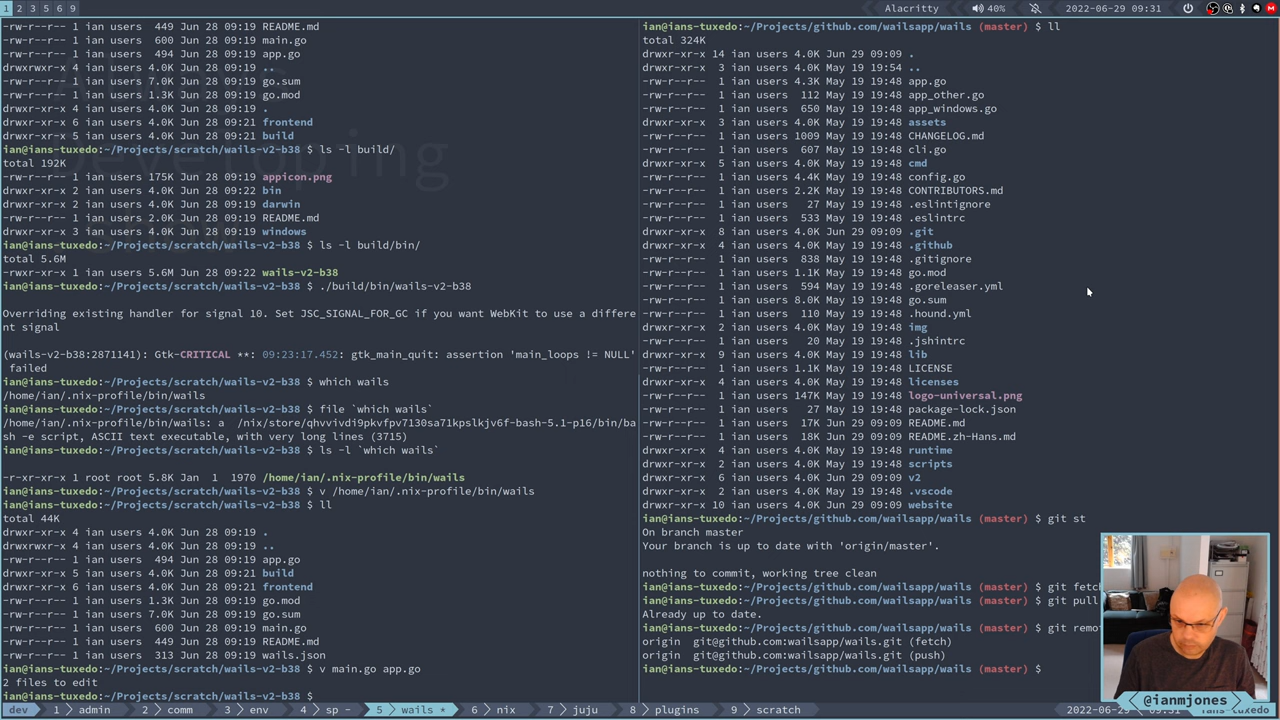 1 2 3 5 6 9
Alacritty
40%
2022-06-29 09:31
-rw-r--r-- 1 ian users 449 Jun 28 09:19 README.md
-rw-r--r-- 1 ian users 600 Jun 28 09:19 main.go
-rw-r--r-- 1 ian users 494 Jun 28 09:19 app.go
drwxrwxr-x 4 ian users 4.0K Jun 28 09:19 ..
-rw-r--r-- 1 ian users 7.0K Jun 28 09:19 go.sum
-rw-r--r-- 1 ian users 1.3K Jun 28 09:19 go.mod
drwxr-xr-x 4 ian users 4.0K Jun 28 09:19 .
drwxr-xr-x 6 ian users 4.0K Jun 28 09:21 frontend
drwxr-xr-x 5 ian users 4.0K Jun 28 09:21 build
ian@ians-tuxedo:~/Projects/scratch/wails-v2-b38 $ ls -l build/
total 192K
-rw-r--r-- 1 ian users 175K Jun 28 09:19 appicon.png
drwxr-xr-x 2 ian users 4.0K Jun 28 09:22 bin
drwxr-xr-x 2 ian users 4.0K Jun 28 09:19 darwin
-rw-r--r-- 1 ian users 2.0K Jun 28 09:19 README.md
drwxr-xr-x 3 ian users 4.0K Jun 28 09:19 windows
ian@ians-tuxedo:~/Projects/scratch/wails-v2-b38 $ ls -l build/bin/
total 5.6M
-rwxr-xr-x 1 ian users 5.6M Jun 28 09:22 wails-v2-b38
ian@ians-tuxedo:~/Projects/scratch/wails-v2-b38 $ ./build/bin/wails-v2-b38
Overriding existing handler for signal 10. Set JSC_SIGNAL_FOR_GC if you want WebKit to use a differe
nt signal
(wails-v2-b38:2871141): Gtk-CRITICAL **: 09:23:17.452: gtk_main_quit: assertion 'main_loops != NULL'
failed
ian@ians-tuxedo:~/Projects/scratch/wails-v2-b38 $ which wails
/home/ian/.nix-profile/bin/wails
ian@ians-tuxedo:~/Projects/scratch/wails-v2-b38 $ file `which wails`
/home/ian/.nix-profile/bin/wails: a /nix/store/qhvvivdi9pkvfpv7130sa71kpslkjv6f-bash-5.1-p16/bin/ba
sh -e script, ASCII text executable, with very long lines (3715)
ian@ians-tuxedo:~/Projects/scratch/wails-v2-b38 $ ls -l `which wails`
-r-xr-xr-x 1 root root 5.8K Jan 1 1970 /home/ian/.nix-profile/bin/wails
ian@ians-tuxedo:~/Projects/scratch/wails-v2-b38 $ v /home/ian/.nix-profile/bin/wails
ian@ians-tuxedo:~/Projects/scratch/wails-v2-b38 $ ll
total 44K
drwxr-xr-x 4 ian users 4.0K Jun 28 09:19 .
drwxrwxr-x 4 ian users 4.0K Jun 28 09:19 ..
-rw-r--r-- 1 ian users 494 Jun 28 09:19 app.go
drwxr-xr-x 5 ian users 4.0K Jun 28 09:21 build
drwxr-xr-x 6 ian users 4.0K Jun 28 09:21 frontend
-rw-r--r-- 1 ian users 1.3K Jun 28 09:19 go.mod
-rw-r--r-- 1 ian users 7.0K Jun 28 09:19 go.sum
-rw-r--r-- 1 ian users 600 Jun 28 09:19 main.go
-rw-r--r-- 1 ian users 449 Jun 28 09:19 README.md
-rw-r--r-- 1 ian users 313 Jun 28 09:19 wails.json
ian@ians-tuxedo:~/Projects/scratch/wails-v2-b38 $ v main.go app.go
2 files to edit
ian@ians-tuxedo:~/Projects/scratch/wails-v2-b38 $
ian@ians-tuxedo:~/Projects/github.com/wailsapp/wails (master) $ ll
total 324K
drwxr-xr-x 14 ian users 4.0K Jun 29 09:09 .
drwxr-xr-x 3 ian users 4.0K May 19 19:54 ..
-rw-r--r-- 1 ian users 4.3K May 19 19:48 app.go
-rw-r--r-- 1 ian users 112 May 19 19:48 app_other.go
-rw-r--r-- 1 ian users 650 May 19 19:48 app_windows.go
drwxr-xr-x 3 ian users 4.0K May 19 19:48 assets
-rw-r--r-- 1 ian users 1009 May 19 19:48 CHANGELOG.md
-rw-r--r-- 1 ian users 607 May 19 19:48 cli.go
drwxr-xr-x 5 ian users 4.0K May 19 19:48 cmd
-rw-r--r-- 1 ian users 4.4K May 19 19:48 config.go
-rw-r--r-- 1 ian users 2.2K May 19 19:48 CONTRIBUTORS.md
-rw-r--r-- 1 ian users 27 May 19 19:48 .eslintignore
-rw-r--r-- 1 ian users 533 May 19 19:48 .eslintrc
drwxr-xr-x 8 ian users 4.0K Jun 29 09:09 .git
drwxr-xr-x 4 ian users 4.0K May 19 19:48 .github
-rw-r--r-- 1 ian users 838 May 19 19:48 .gitignore
-rw-r--r-- 1 ian users 1.1K May 19 19:48 go.mod
-rw-r--r-- 1 ian users 594 May 19 19:48 .goreleaser.yml
-rw-r--r-- 1 ian users 8.0K May 19 19:48 go.sum
-rw-r--r-- 1 ian users 110 May 19 19:48 .hound.yml
drwxr-xr-x 2 ian users 4.0K May 19 19:48 img
-rw-r--r-- 1 ian users 20 May 19 19:48 .jshintrc
drwxr-xr-x 9 ian users 4.0K May 19 19:48 lib
-rw-r--r-- 1 ian users 1.1K May 19 19:48 LICENSE
drwxr-xr-x 4 ian users 4.0K May 19 19:48 licenses
-rw-r--r-- 1 ian users 147K May 19 19:48 logo-universal.png
-rw-r--r-- 1 ian users 27 May 19 19:48 package-lock.json
-rw-r--r-- 1 ian users 17K Jun 29 09:09 README.md
-rw-r--r-- 1 ian users 18K Jun 29 09:09 README.zh-Hans.md
drwxr-xr-x 4 ian users 4.0K May 19 19:48 runtime
drwxr-xr-x 2 ian users 4.0K May 19 19:48 scripts
drwxr-xr-x 6 ian users 4.0K Jun 29 09:09 v2
drwxr-xr-x 2 ian users 4.0K May 19 19:48 .vscode
drwxr-xr-x 10 ian users 4.0K Jun 29 09:09 website
ian@ians-tuxedo:~/Projects/github.com/wailsapp/wails (master) $ git st
On branch master
Your branch is up to date with 'origin/master'.
nothing to commit, working tree clean
ian@ians-tuxedo:~/Projects/github.com/wailsapp/wails (master) $ git fetc
ian@ians-tuxedo:~/Projects/github.com/wailsapp/wails (master) $ git pull
Already up to date.
ian@ians-tuxedo:~/Projects/github.com/wailsapp/wails (master) $ git remo
origin git@github.com:wailsapp/wails.git (fetch)
origin git@github.com:wailsapp/wails.git (push)
ian@ians-tuxedo:~/Projects/github.com/wailsapp/wails (master) $
Developing
@ianmjones
dev 1 admin 2 comm 3 env 4 sp - 5 wails * 6 nix 7 juju 8 plugins 9 scratch